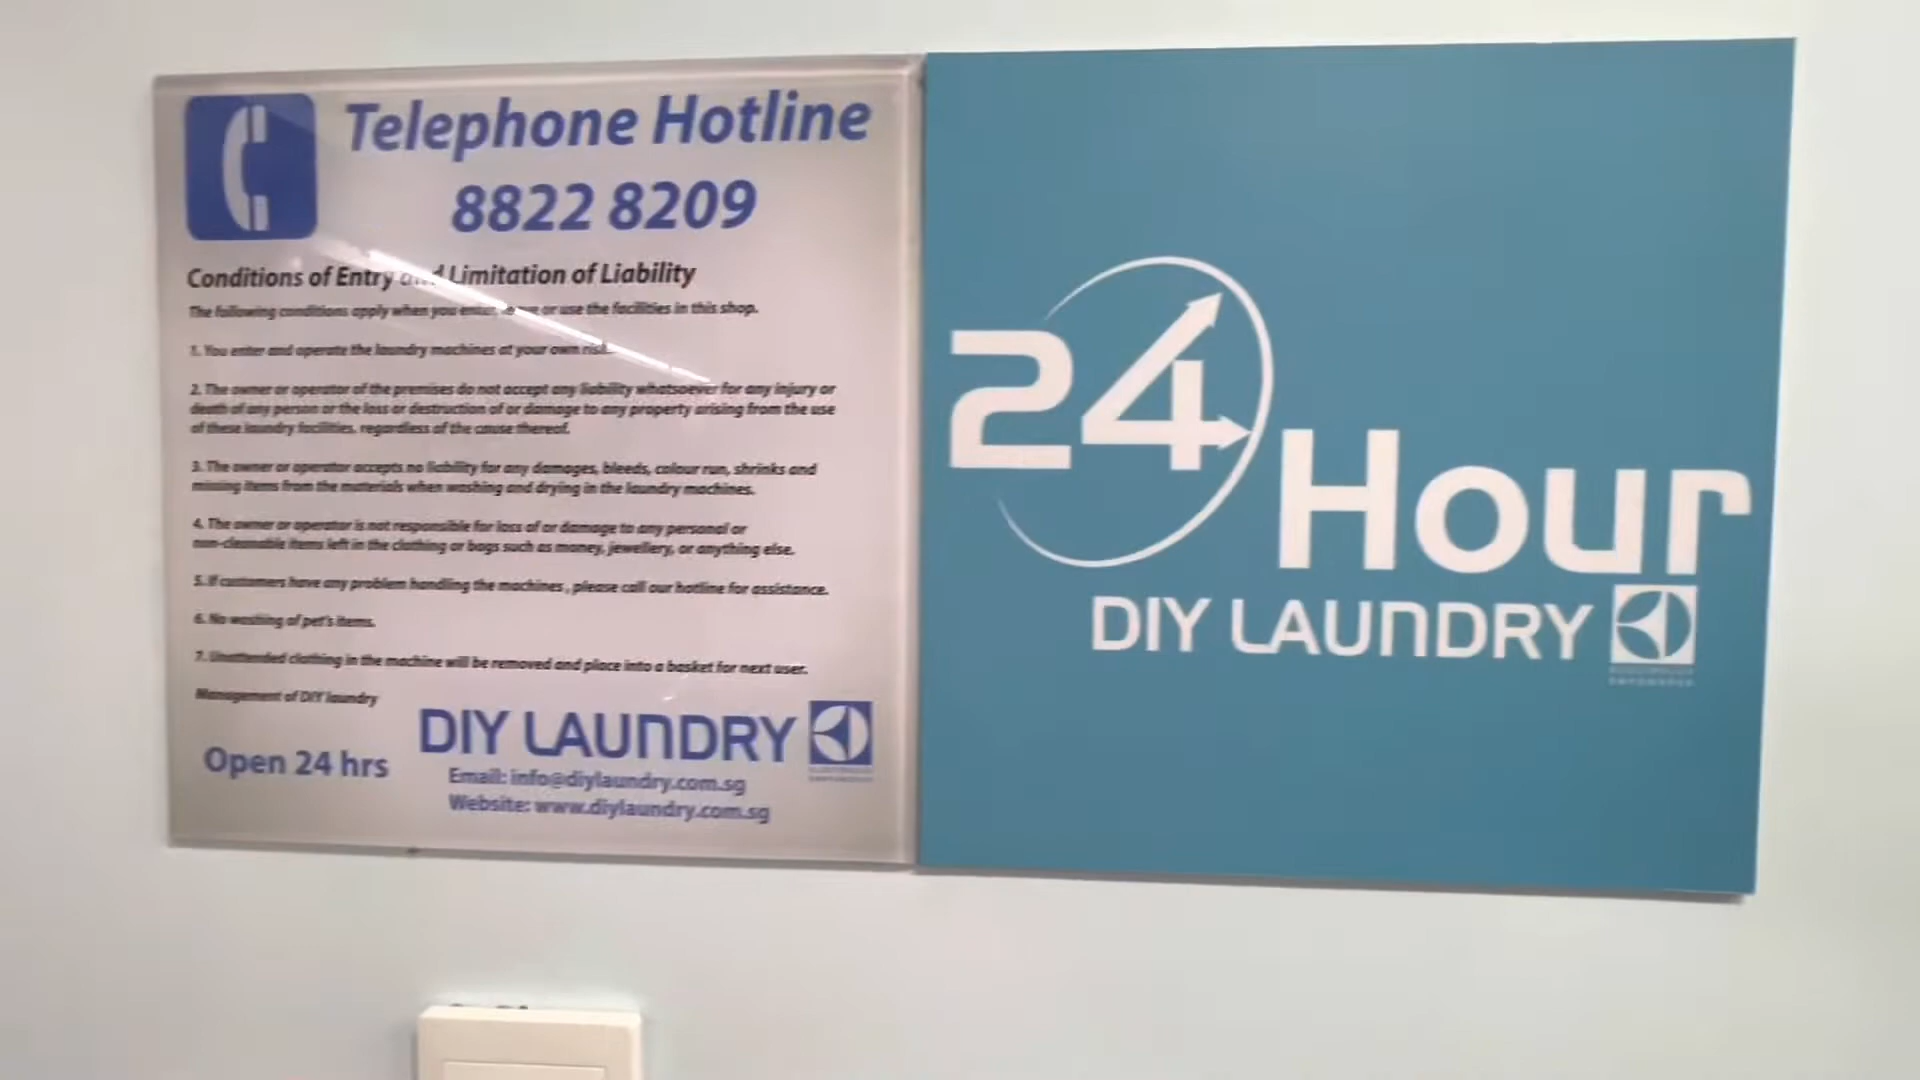 Telephone Hotline
8822 8209
Conditions of Entry and Limitation of Liability
The following conditions apply when you enter, leave or use the facilities in this shop.
1. You enter and operate the laundry machines at your own risk.
2. The owner or operator of the premises do not accept any liability whatsoever for any injury or
death of any person or the loss or destruction of or damage to any property arising from the use
of these laundry facilities, regardless of the cause thereof.
3. The owner or operator accepts no liability for any damages, bleeds, colour run, shrinks and
missing items from the materials when washing and drying in the laundry machines.
4. The owner or operator is not responsible for loss of or damage to any personal or
non-cleanable items left in the clothing or bags such as money, jewellery, or anything else.
5. If customers have any problem handling the machines , please call our hotline for assistance.
6. No washing of pet's items.
7. Unattended clothing in the machine will be removed and place into a basket for next user.
Management of DIY laundry
Open 24 hrs
DIY LAUNDRY
Email: info@diylaundry.com.sg
Website: www.diylaundry.com.sg
24 Hour
DIY LAUNDRY